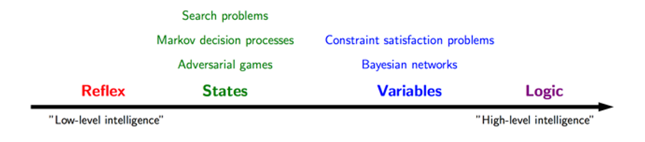 Search problems
Markov decision processes
Constraint satisfaction problems
Adversarial games
Bayesian networks
Reflex
States
Variables
Logic
"Low-level intelligence"
"High-level intelligence"